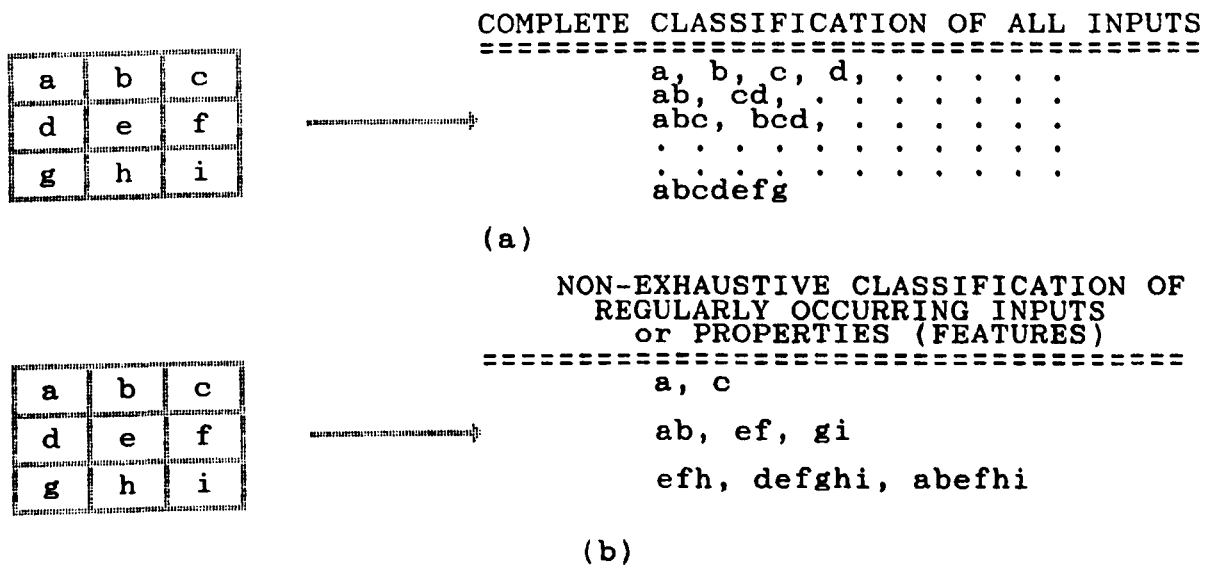 COMPLETE CLASSIFICATION OF ALL INPUTS
===================================
a b c
d e f
g h i
a, b, c, d, . . . . .
ab, cd, . . . . . . .
abc, bcd, . . . . . .
. . . . . . . . . . .
. . . . . . . . . . .
abcdefg
(a)
NON-EXHAUSTIVE CLASSIFICATION OF
REGULARLY OCCURRING INPUTS
or PROPERTIES (FEATURES)
===================================
a b c
d e f
g h i
a, c
ab, ef, gi
efh, defghi, abefhi
(b)